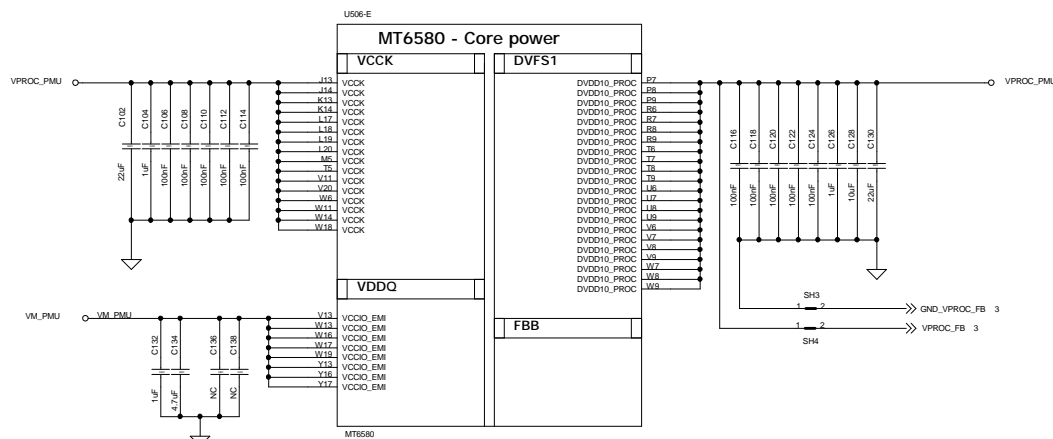 U506-E
MT6580 - Core power
VCCK
DVFS1
VPROC_PMU
J13 VCCK
J14 VCCK
K13 VCCK
K14 VCCK
L17 VCCK
L18 VCCK
L19 VCCK
L20 VCCK
M5 VCCK
T5 VCCK
V11 VCCK
V20 VCCK
W6 VCCK
W11 VCCK
W14 VCCK
W18 VCCK
C102 22uF
C104 1uF
C106 100nF
C108 100nF
C110 100nF
C112 100nF
C114 100nF
DVDD10_PROC P7
DVDD10_PROC P8
DVDD10_PROC P9
DVDD10_PROC R6
DVDD10_PROC R7
DVDD10_PROC R8
DVDD10_PROC R9
DVDD10_PROC T6
DVDD10_PROC T7
DVDD10_PROC T8
DVDD10_PROC T9
DVDD10_PROC U6
DVDD10_PROC U7
DVDD10_PROC U8
DVDD10_PROC U9
DVDD10_PROC V6
DVDD10_PROC V7
DVDD10_PROC V8
DVDD10_PROC V9
DVDD10_PROC W7
DVDD10_PROC W8
DVDD10_PROC W9
VPROC_PMU
C116 100nF
C118 100nF
C120 100nF
C122 100nF
C124 100nF
C126 1uF
C128 10uF
C130 22uF
SH3
1 2
GND_VPROC_FB 3
1 2
VPROC_FB 3
SH4
VDDQ
FBB
VM_PMU
VM_PMU
V13 VCCIO_EMI
W13 VCCIO_EMI
W16 VCCIO_EMI
W17 VCCIO_EMI
W19 VCCIO_EMI
Y13 VCCIO_EMI
Y16 VCCIO_EMI
Y17 VCCIO_EMI
C132 1uF
C134 4.7uF
C136 NC
C138 NC
MT6580